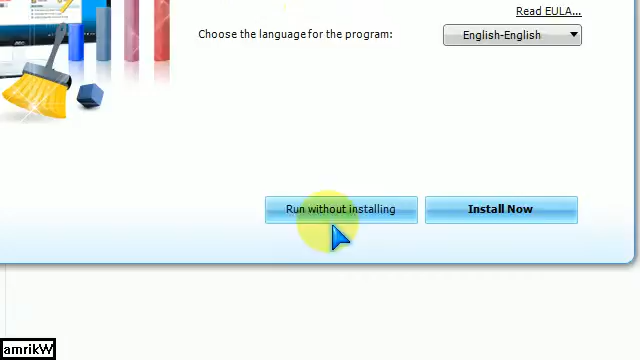 Read EULA...
Choose the language for the program:
English-English
Run without installing
Install Now
amrikW